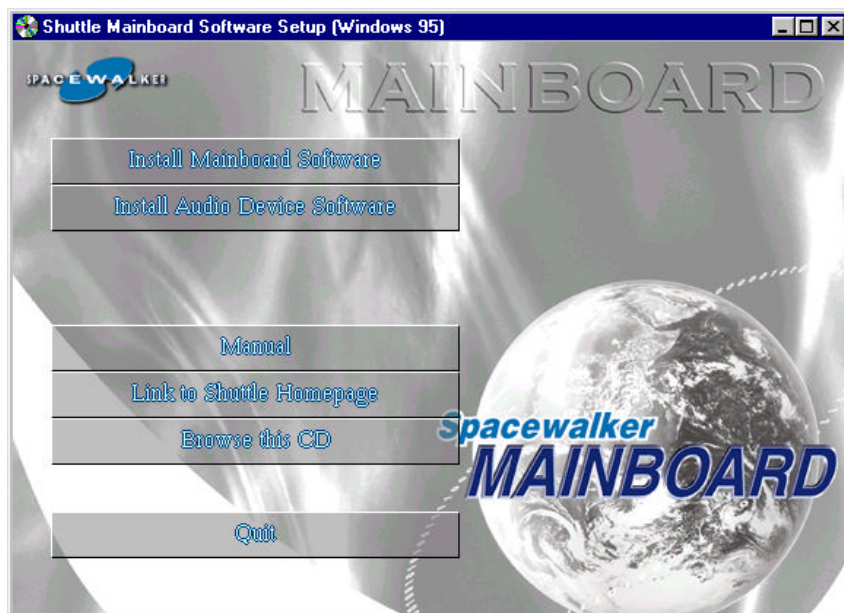 Shuttle Mainboard Software Setup (Windows 95)
SPACEWALKER
MAINBOARD
Install Mainboard Software
Install Audio Device Software
Manual
Link to Shuttle Homepage
Browse this CD
Spacewalker
MAINBOARD
Quit